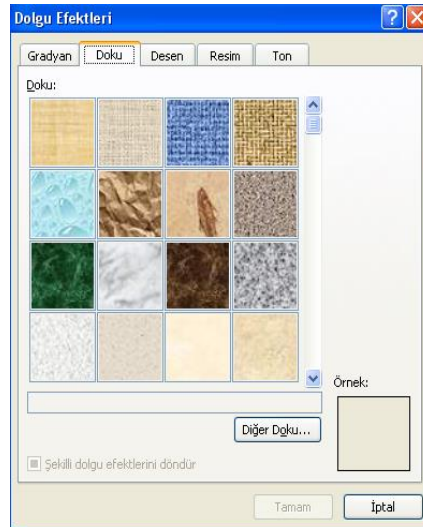 Dolgu Efektleri
Gradyan Doku Desen Resim Ton
Doku:
Örnek:
Diğer Doku...
Şekilli dolgu efektlerini döndür
Tamam İptal